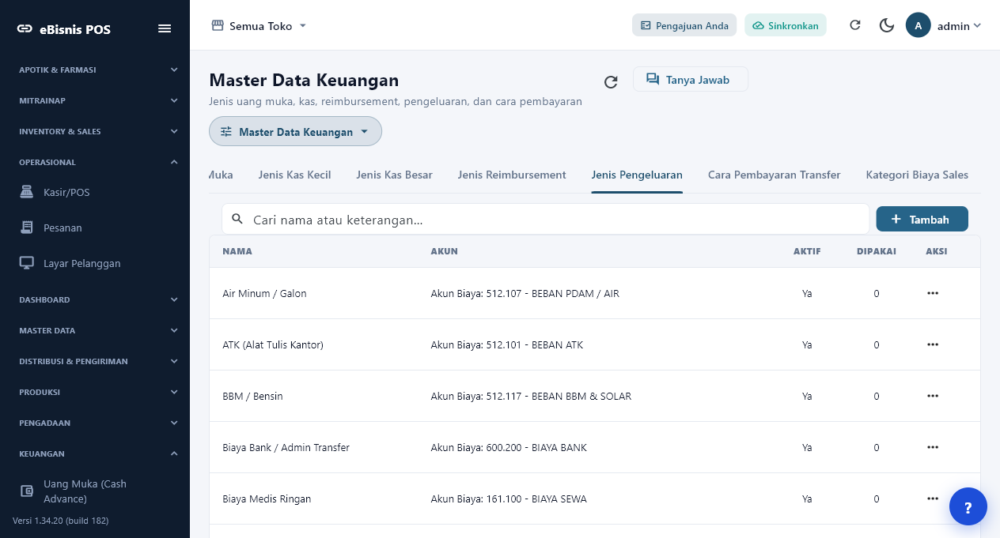 eBisnis POS
Semua Toko
Pengajuan Anda
Sinkronkan
A
admin
APOTIK & FARMASI
MITRAINAP
INVENTORY & SALES
OPERASIONAL
Kasir/POS
Pesanan
Layar Pelanggan
DASHBOARD
MASTER DATA
DISTRIBUSI & PENGIRIMAN
PRODUKSI
PENGADAAN
KEUANGAN
Uang Muka (Cash
Advance)
Versi 1.34.20 (build 182)
Master Data Keuangan
Jenis uang muka, kas, reimbursement, pengeluaran, dan cara pembayaran
Tanya Jawab
Master Data Keuangan
Muka Jenis Kas Kecil Jenis Kas Besar Jenis Reimbursement Jenis Pengeluaran Cara Pembayaran Transfer Kategori Biaya Sales
Cari nama atau keterangan...
+ Tambah
NAMA AKUN AKTIF DIPAKAI AKSI
Air Minum / Galon Akun Biaya: 512.107 - BEBAN PDAM / AIR Ya 0
ATK (Alat Tulis Kantor) Akun Biaya: 512.101 - BEBAN ATK Ya 0
BBM / Bensin Akun Biaya: 512.117 - BEBAN BBM & SOLAR Ya 0
Biaya Bank / Admin Transfer Akun Biaya: 600.200 - BIAYA BANK Ya 0
Biaya Medis Ringan Akun Biaya: 161.100 - BIAYA SEWA Ya 0
?